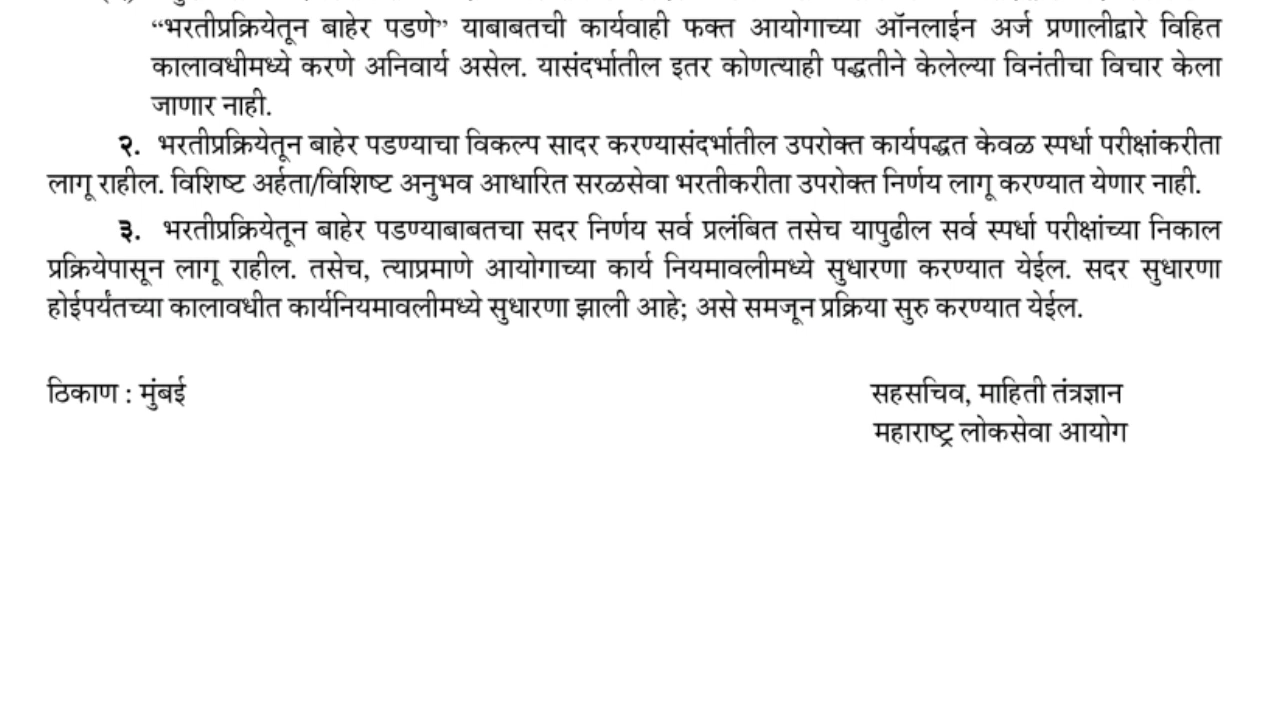 “भरतीप्रक्रियेतून बाहेर पडणे” याबाबतची कार्यवाही फक्त आयोगाच्या ऑनलाईन अर्ज प्रणालीद्वारे विहित
कालावधीमध्ये करणे अनिवार्य असेल. यासंदर्भातील इतर कोणत्याही पद्धतीने केलेल्या विनंतीचा विचार केला
जाणार नाही.
२. भरतीप्रक्रियेतून बाहेर पडण्याचा विकल्प सादर करण्यासंदर्भातील उपरोक्त कार्यपद्धत केवळ स्पर्धा परीक्षांकरीता
लागू राहील. विशिष्ट अर्हता/विशिष्ट अनुभव आधारित सरळसेवा भरतीकरीता उपरोक्त निर्णय लागू करण्यात येणार नाही.
३. भरतीप्रक्रियेतून बाहेर पडण्याबाबतचा सदर निर्णय सर्व प्रलंबित तसेच यापुढील सर्व स्पर्धा परीक्षांच्या निकाल
प्रक्रियेपासून लागू राहील. तसेच, त्याप्रमाणे आयोगाच्या कार्य नियमावलीमध्ये सुधारणा करण्यात येईल. सदर सुधारणा
होईपर्यंतच्या कालावधीत कार्यनियमावलीमध्ये सुधारणा झाली आहे; असे समजून प्रक्रिया सुरु करण्यात येईल.
ठिकाण : मुंबई
सहसचिव, माहिती तंत्रज्ञान
महाराष्ट्र लोकसेवा आयोग